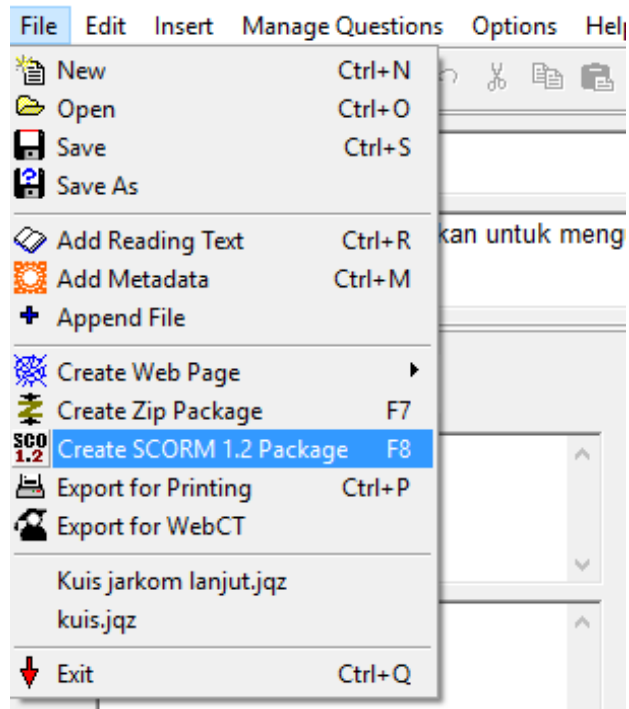 File Edit Insert Manage Questions Options Help
New Ctrl+N
Open Ctrl+O
Save Ctrl+S
Save As
Add Reading Text Ctrl+R
kan untuk meng
Add Metadata Ctrl+M
Append File
Create Web Page
Create Zip Package F7
SCO 1.2 Create SCORM 1.2 Package F8
Export for Printing Ctrl+P
Export for WebCT
Kuis jarkom lanjut.jqz
kuis.jqz
Exit Ctrl+Q